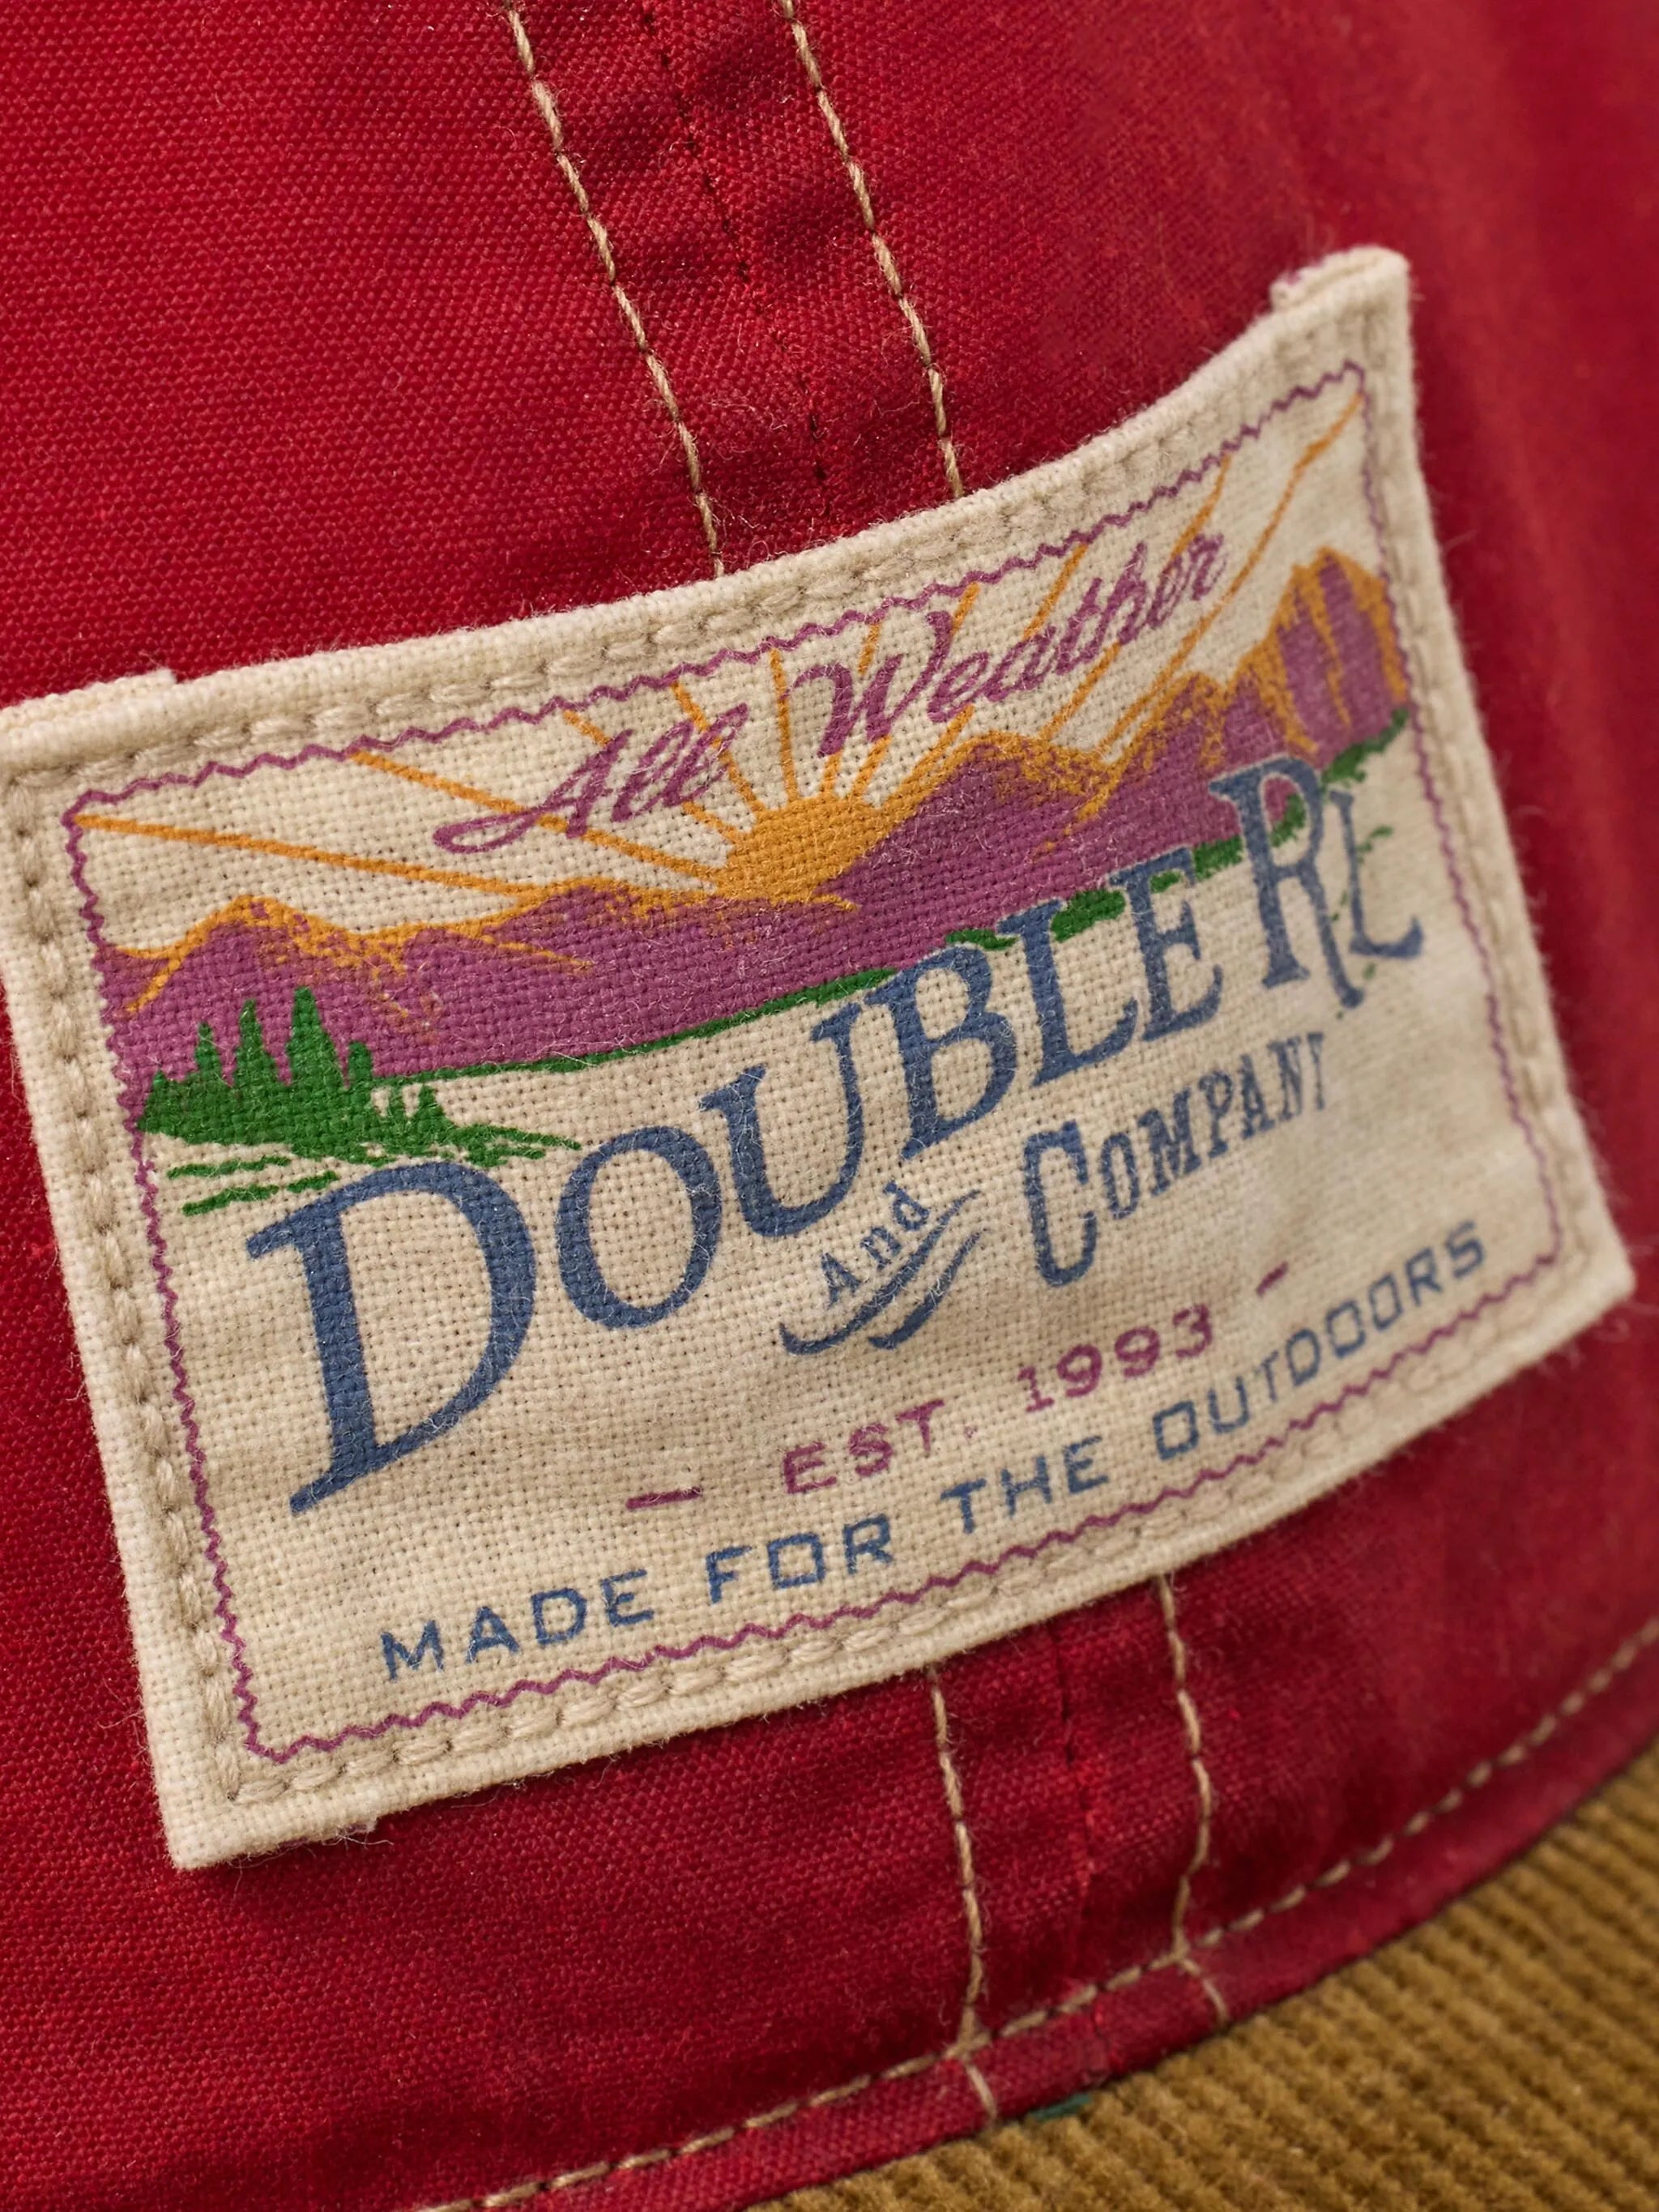 All Weather
DOUBLE RL
And COMPANY
— EST. 1993 —
MADE FOR THE OUTDOORS